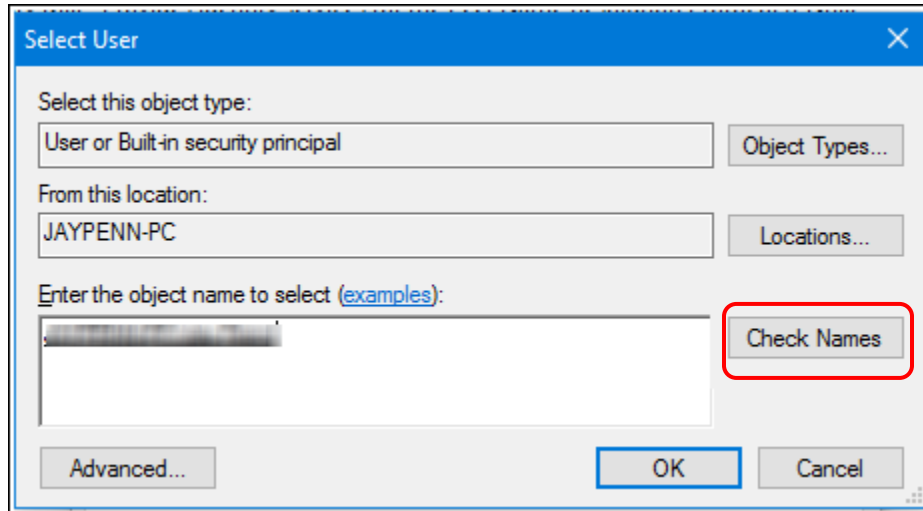 Select User
Select this object type:
User or Built-in security principal
Object Types...
From this location:
JAYPENN-PC
Locations...
Enter the object name to select (examples):
Check Names
Advanced...
OK
Cancel